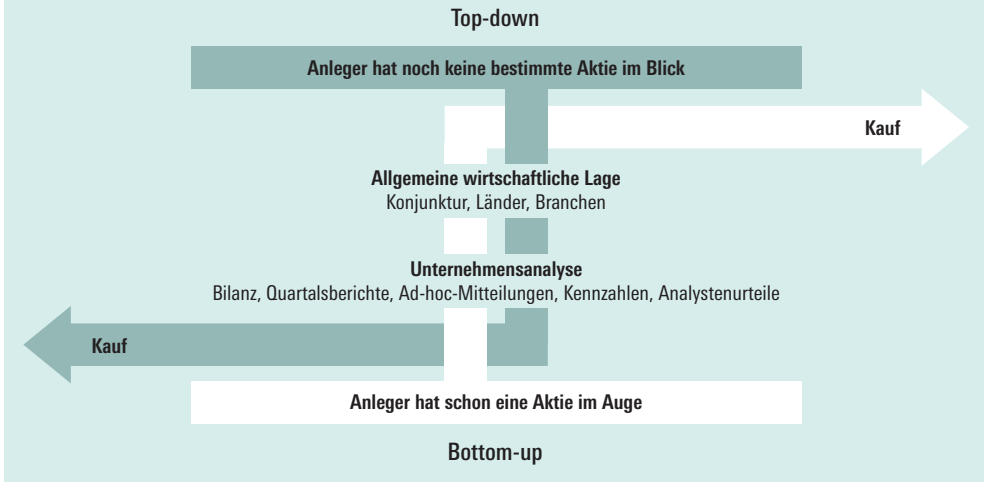 Top-down
Anleger hat noch keine bestimmte Aktie im Blick
Kauf
Allgemeine wirtschaftliche Lage
Konjunktur, Länder, Branchen
Unternehmensanalyse
Bilanz, Quartalsberichte, Ad-hoc-Mitteilungen, Kennzahlen, Analystenurteile
Kauf
Anleger hat schon eine Aktie im Auge
Bottom-up